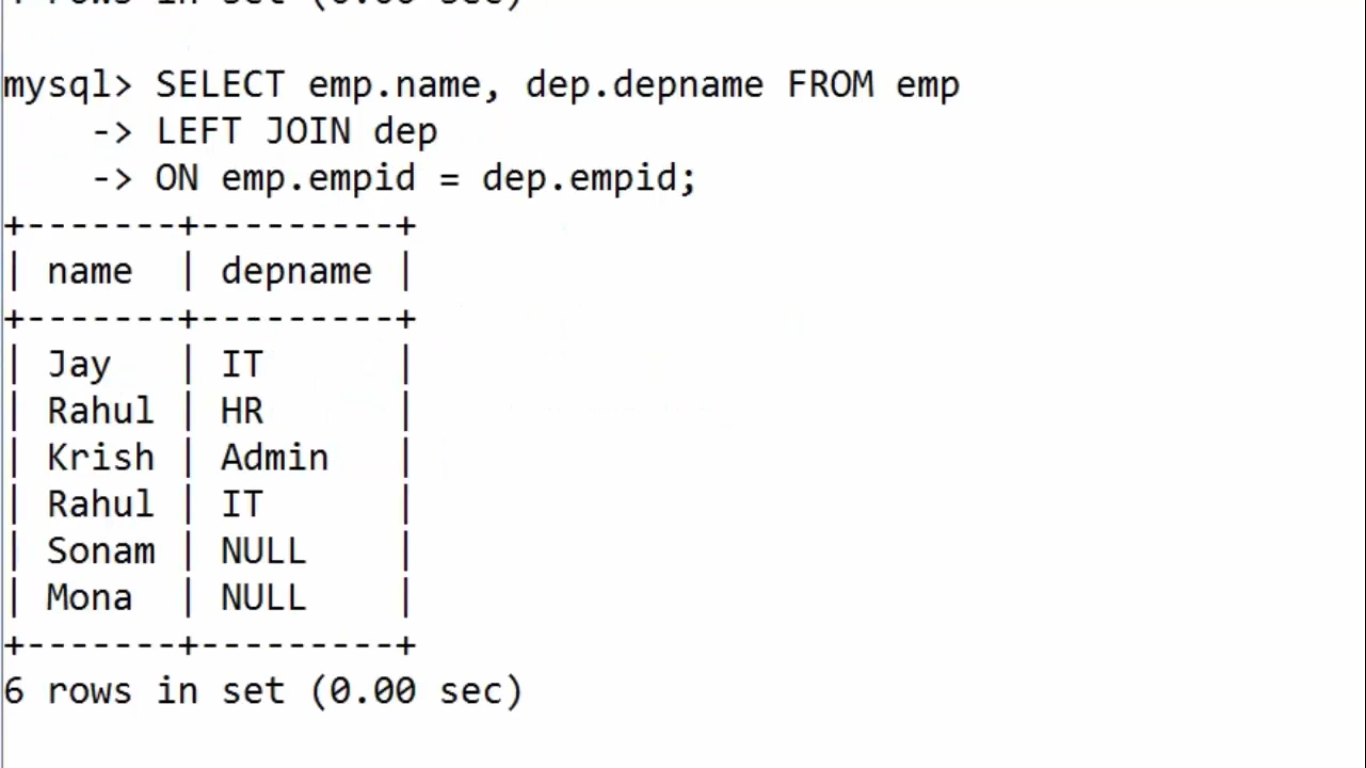 rows in set (0.00 sec)
mysql> SELECT emp.name, dep.depname FROM emp
    -> LEFT JOIN dep
    -> ON emp.empid = dep.empid;
+-------+---------+
| name  | depname |
+-------+---------+
| Jay   | IT      |
| Rahul | HR      |
| Krish | Admin   |
| Rahul | IT      |
| Sonam | NULL    |
| Mona  | NULL    |
+-------+---------+
6 rows in set (0.00 sec)